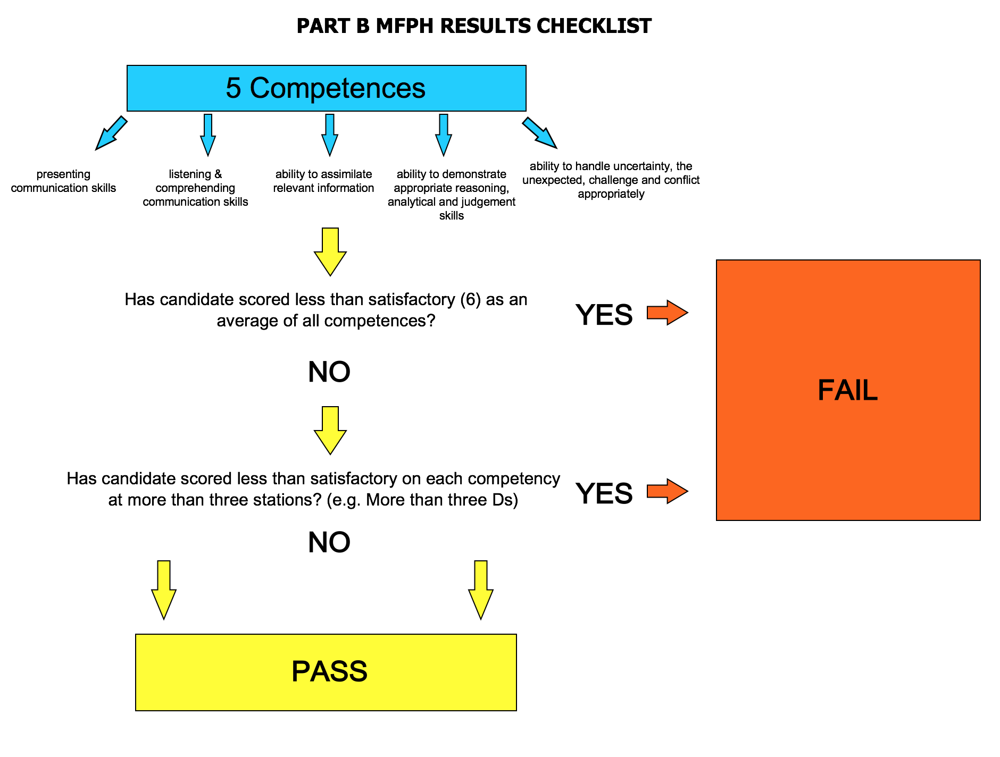 PART B MFPH RESULTS CHECKLIST
5 Competences
presenting
communication skills
listening &
comprehending
communication skills
ability to assimilate
relevant information
ability to demonstrate
appropriate reasoning,
analytical and judgement
skills
ability to handle uncertainty, the
unexpected, challenge and conflict
appropriately
Has candidate scored less than satisfactory (6) as an
average of all competences?
YES
NO
FAIL
Has candidate scored less than satisfactory on each competency
at more than three stations? (e.g. More than three Ds)
YES
NO
PASS